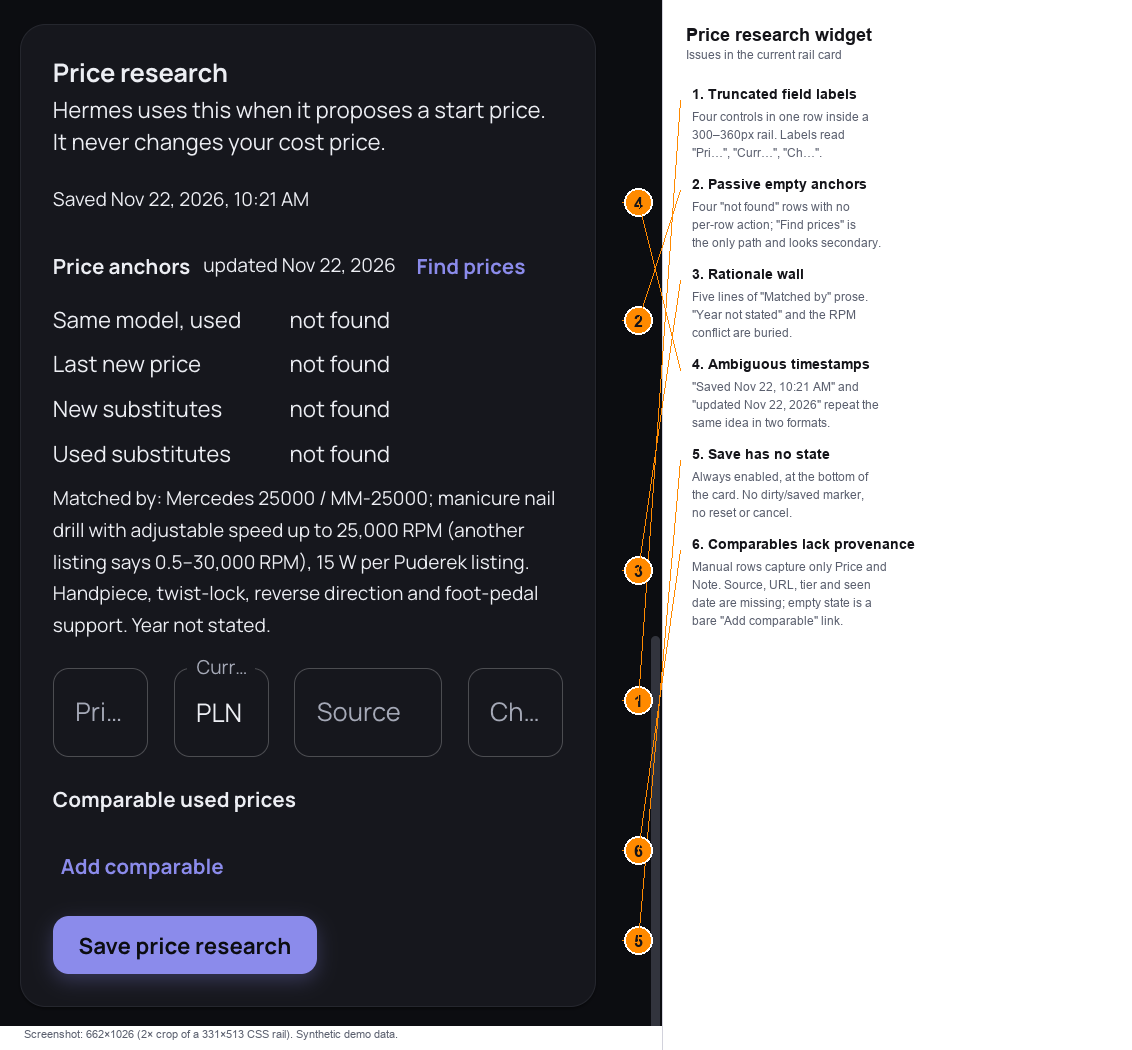 Price research
Hermes uses this when it proposes a start price.
It never changes your cost price.
Saved Nov 22, 2026, 10:21 AM
Price anchors updated Nov 22, 2026 Find prices
Same model, used not found
Last new price not found
New substitutes not found
Used substitutes not found
Matched by: Mercedes 25000 / MM-25000; manicure nail
drill with adjustable speed up to 25,000 RPM (another
listing says 0.5–30,000 RPM), 15 W per Puderek listing.
Handpiece, twist-lock, reverse direction and foot-pedal
support. Year not stated.
Curr…
Pri… PLN Source Ch…
Comparable used prices
Add comparable
Save price research
4
2
3
1
6
5
Price research widget
Issues in the current rail card
1. Truncated field labels
Four controls in one row inside a
300–360px rail. Labels read
"Pri…", "Curr…", "Ch…".
2. Passive empty anchors
Four "not found" rows with no
per-row action; "Find prices" is
the only path and looks secondary.
3. Rationale wall
Five lines of "Matched by" prose.
"Year not stated" and the RPM
conflict are buried.
4. Ambiguous timestamps
"Saved Nov 22, 10:21 AM" and
"updated Nov 22, 2026" repeat the
same idea in two formats.
5. Save has no state
Always enabled, at the bottom of
the card. No dirty/saved marker,
no reset or cancel.
6. Comparables lack provenance
Manual rows capture only Price and
Note. Source, URL, tier and seen
date are missing; empty state is a
bare "Add comparable" link.
Screenshot: 662×1026 (2× crop of a 331×513 CSS rail). Synthetic demo data.